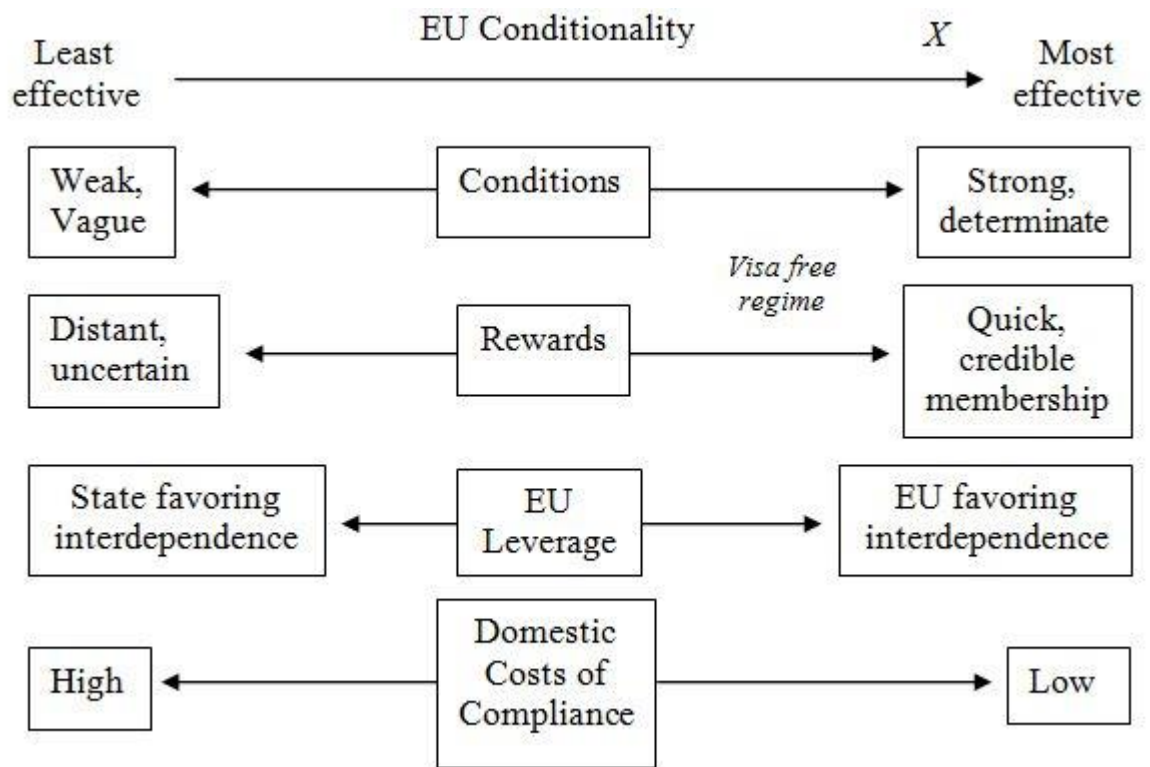 EU Conditionality
X
Least
effective
Most
effective
Weak,
Vague
Conditions
Strong,
determinate
Visa free
regime
Distant,
uncertain
Rewards
Quick,
credible
membership
State favoring
interdependence
EU
Leverage
EU favoring
interdependence
High
Domestic
Costs of
Compliance
Low